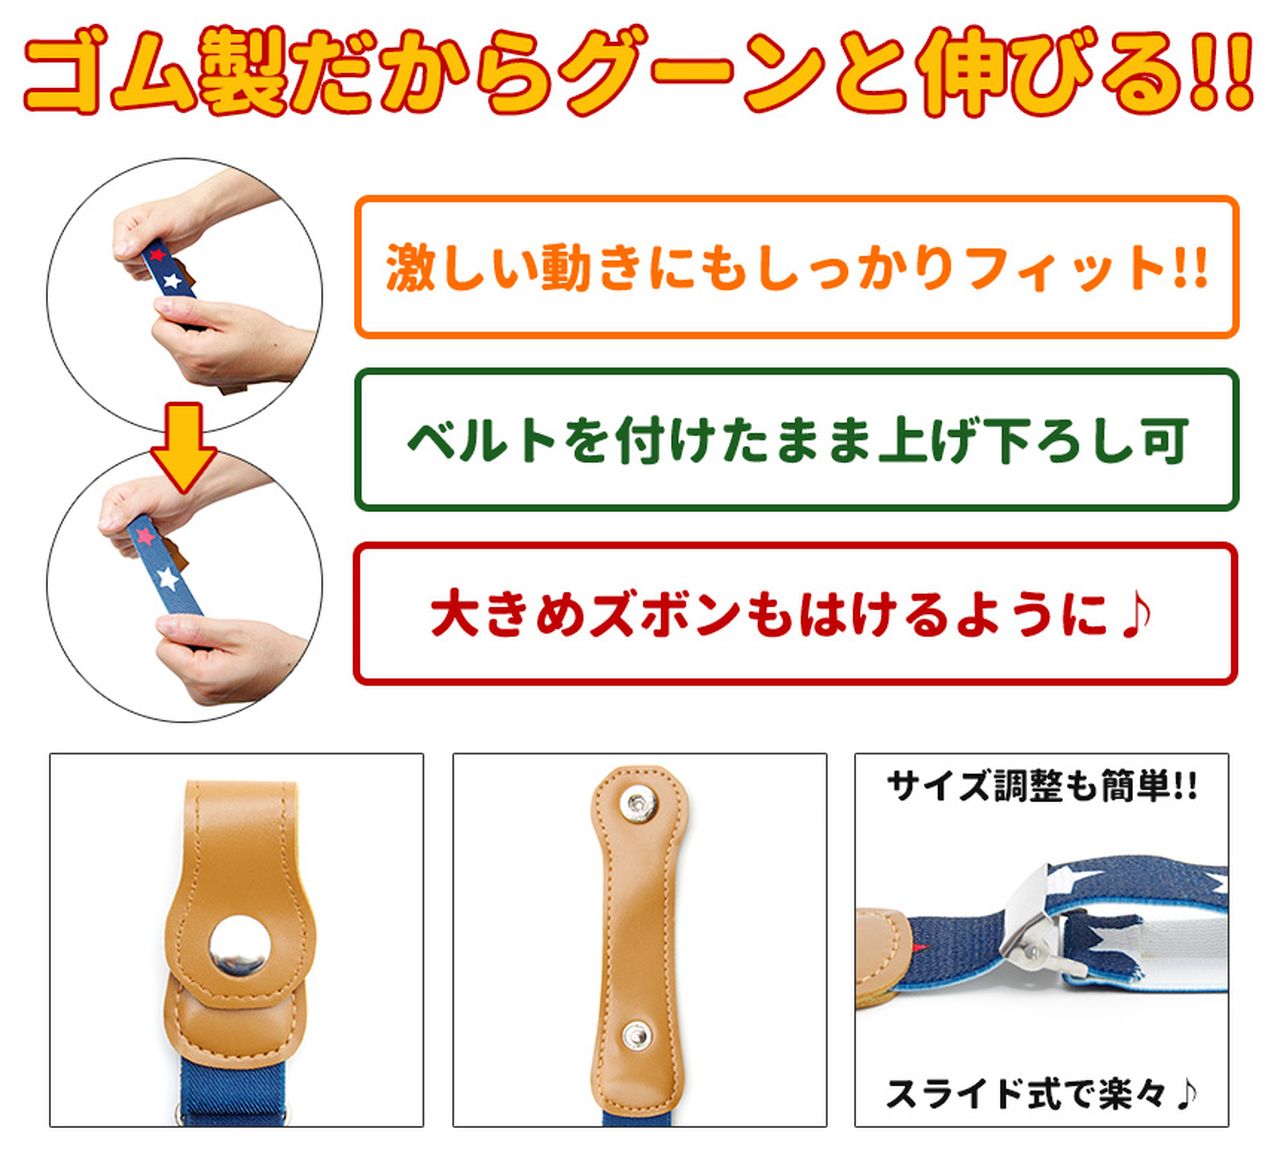 ゴム製だからグーンと伸びる!!
激しい動きにもしっかりフィット!!
ベルトを付けたまま上げ下ろし可
大きめズボンもはけるように♪
サイズ調整も簡単!!
スライド式で楽々♪